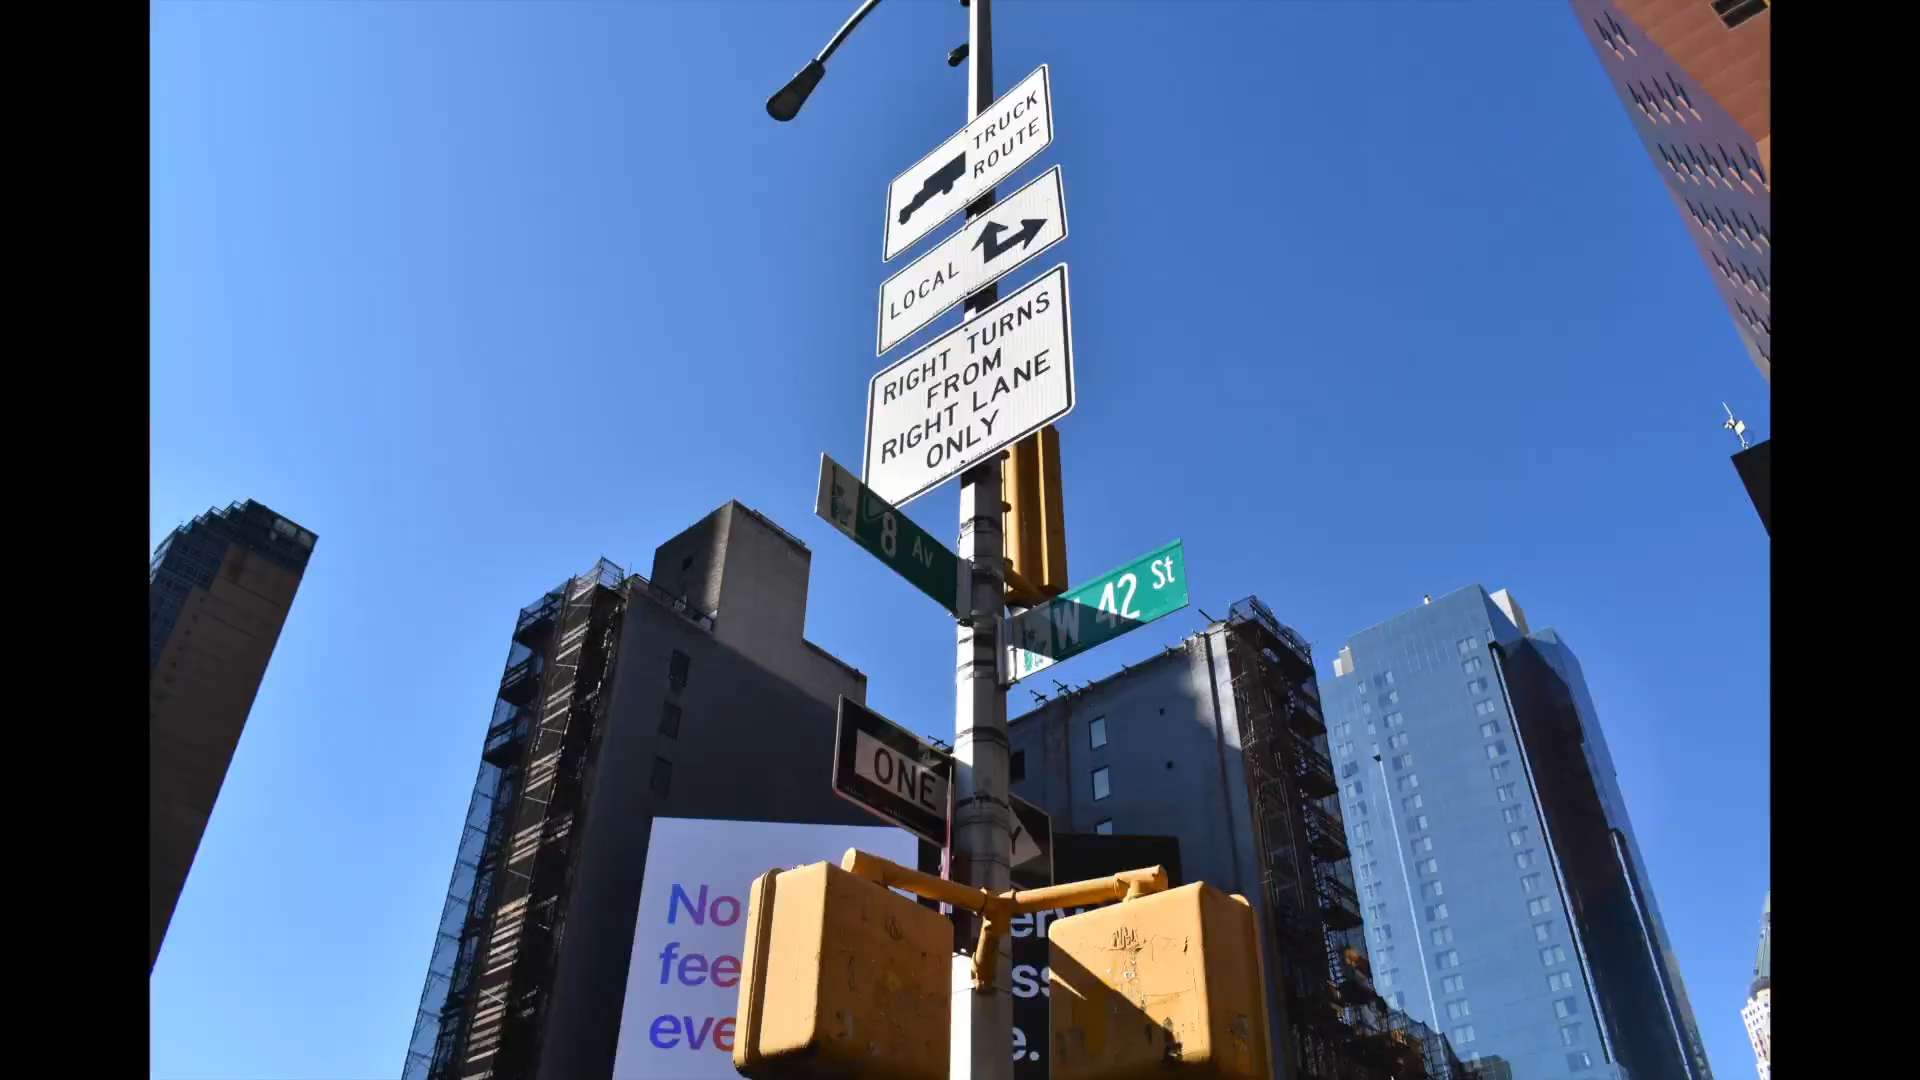 TRUCK
ROUTE
LOCAL
RIGHT TURNS
FROM
RIGHT LANE
ONLY
8 AV
W 42 St
ONE
No
fee
eve